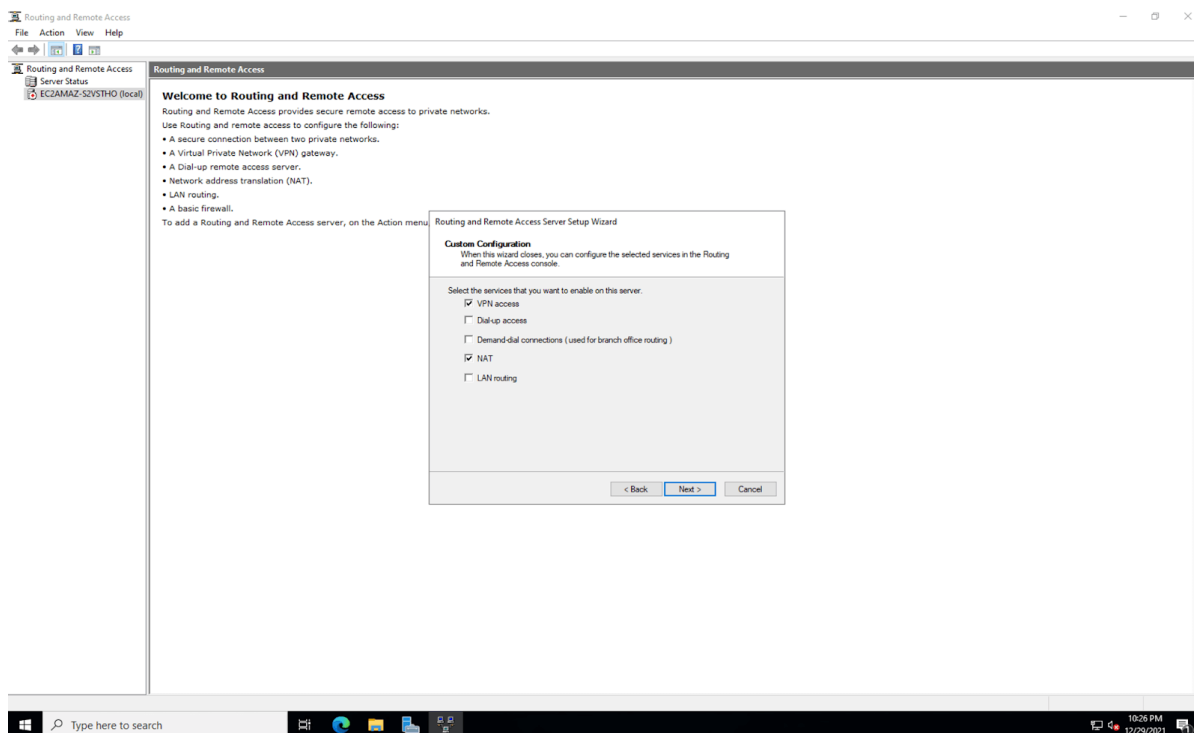 Routing and Remote Access
File Action View Help
Routing and Remote Access
Server Status
EC2AMAZ-S2VSTHO (local)
Routing and Remote Access
Welcome to Routing and Remote Access
Routing and Remote Access provides secure remote access to private networks.
Use Routing and remote access to configure the following:
• A secure connection between two private networks.
• A Virtual Private Network (VPN) gateway.
• A Dial-up remote access server.
• Network address translation (NAT).
• LAN routing.
• A basic firewall.
To add a Routing and Remote Access server, on the Action menu
Routing and Remote Access Server Setup Wizard
Custom Configuration
When this wizard closes, you can configure the selected services in the Routing
and Remote Access console.
Select the services that you want to enable on this server.
VPN access
Dial-up access
Demand-dial connections ( used for branch office routing )
NAT
LAN routing
< Back Next > Cancel
Type here to search
10:26 PM
12/29/2021